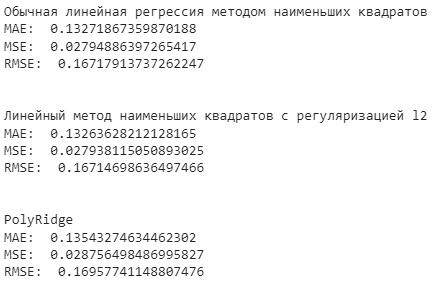 Обычная линейная регрессия методом наименьших квадратов
MAE:  0.13271867359870188
MSE:  0.02794886397265417
RMSE:  0.16717913737262247
Линейный метод наименьших квадратов с регуляризацией l2
MAE:  0.13263628212128165
MSE:  0.027938115050893025
RMSE:  0.16714698636497466
PolyRidge
MAE:  0.13543274634462302
MSE:  0.028756498486995827
RMSE:  0.16957741148807476